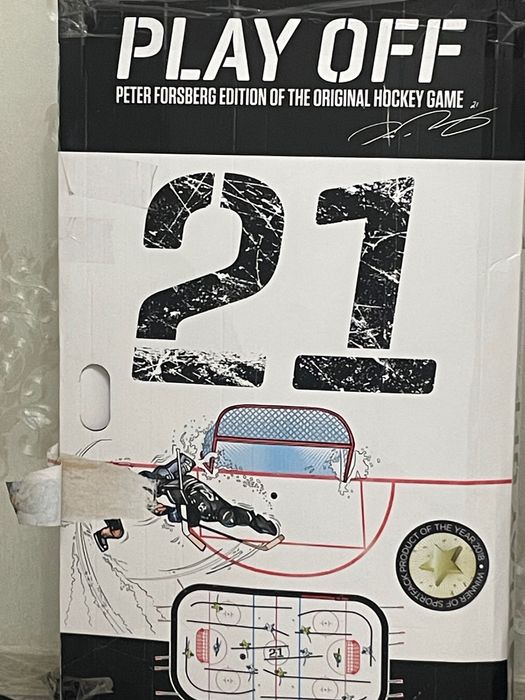 PLAY OFF
PETER FORSBERG EDITION OF THE ORIGINAL HOCKEY GAME
21
21
PRODUCT OF THE YEAR 2018 • WINNER OF SPORTFACK
21